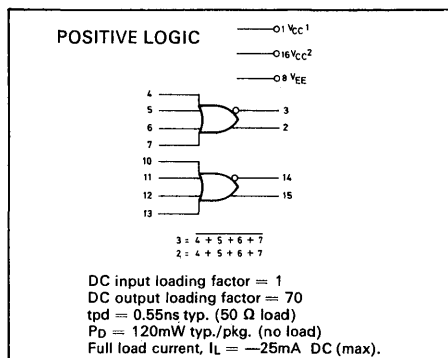 POSITIVE LOGIC
1 VCC1
16 VCC2
8 VEE
4
5
6
7
3
2
10
11
12
13
14
15
3 = 4 + 5 + 6 + 7
2 = 4 + 5 + 6 + 7
DC input loading factor = 1
DC output loading factor = 70
tpd = 0.55ns typ. (50 Ω load)
PD = 120mW typ./pkg. (no load)
Full load current, IL = —25mA DC (max).